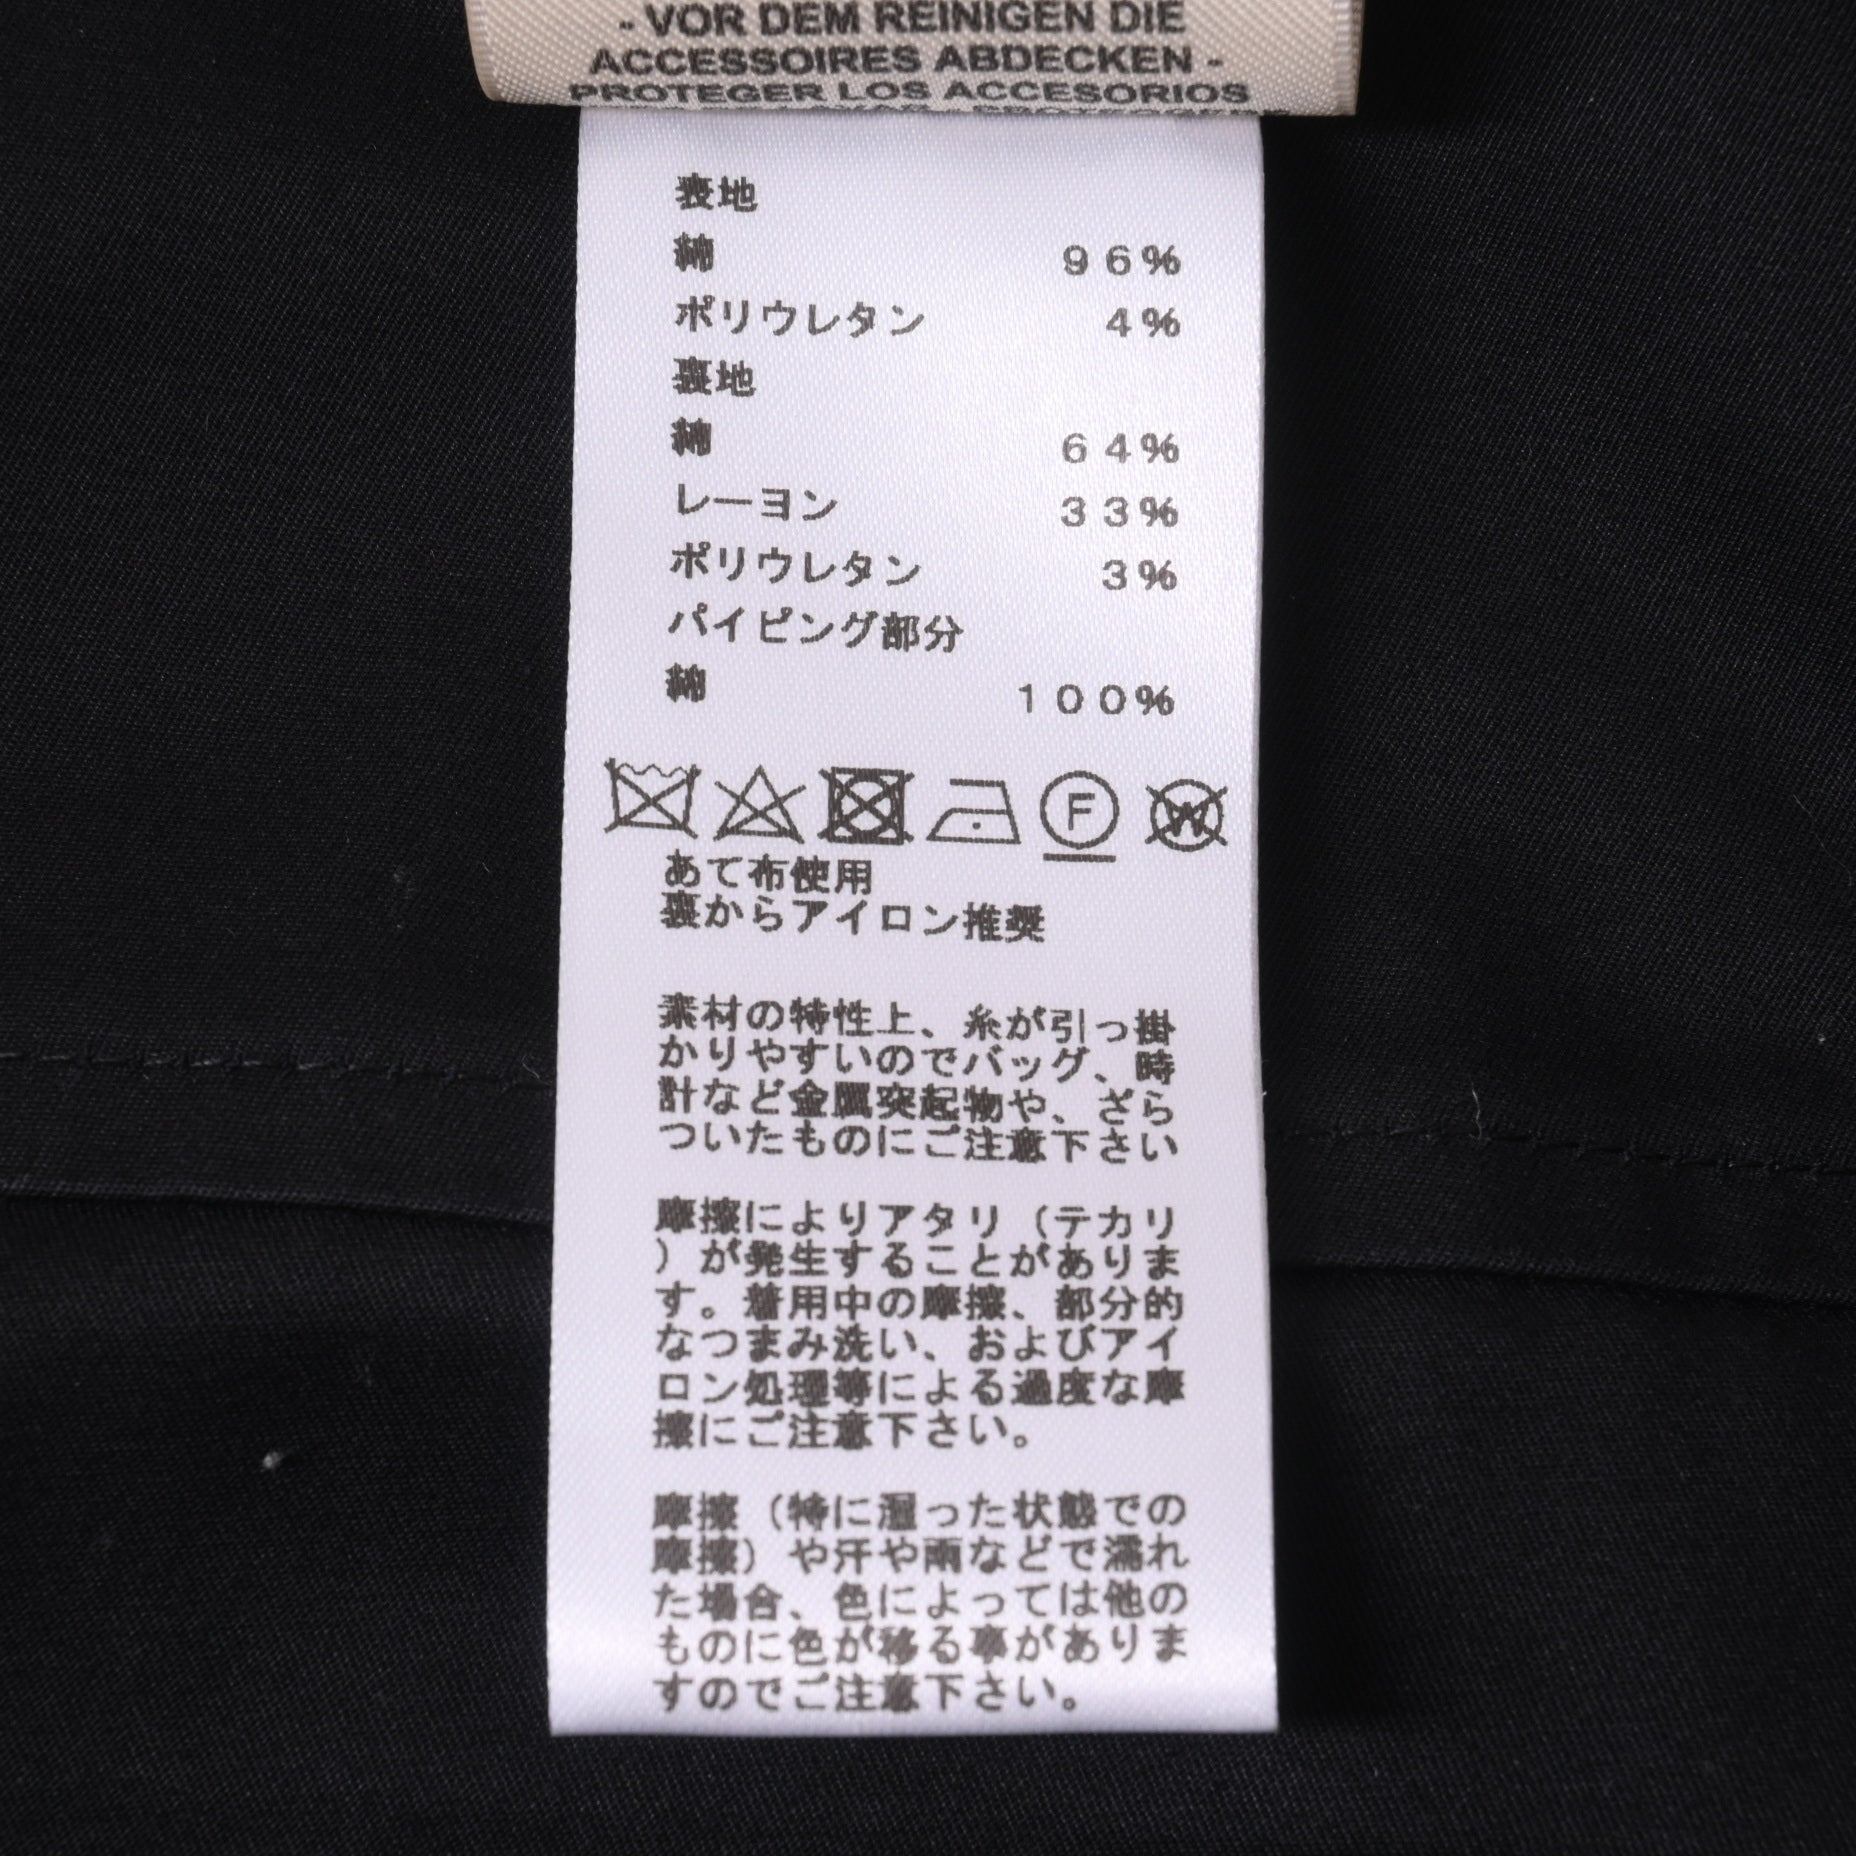 - VOR DEM REINIGEN DIE
ACCESSOIRES ABDECKEN -
PROTEGER LOS ACCESORIOS
表地
綿 96%
ポリウレタン 4%
裏地
綿 64%
レーヨン 33%
ポリウレタン 3%
パイピング部分
綿 100%
F W
あて布使用
裏からアイロン推奨
素材の特性上、糸が引っ掛
かりやすいのでバッグ、時
計など金属突起物や、ざら
ついたものにご注意下さい
摩擦によりアタリ（テカリ
）が発生することがありま
す。着用中の摩擦、部分的
なつまみ洗い、およびアイ
ロン処理等による過度な摩
擦にご注意下さい。
摩擦（特に湿った状態での
摩擦）や汗や雨などで濡れ
た場合、色によっては他の
ものに色が移る事がありま
すのでご注意下さい。